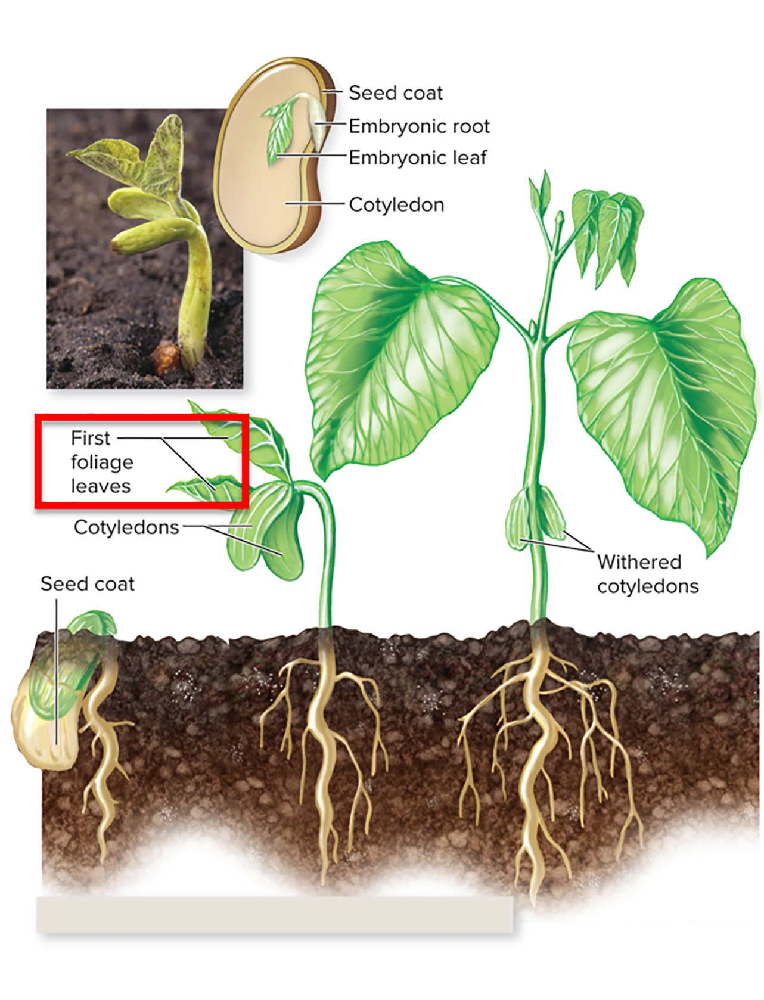 Seed coat
Embryonic root
Embryonic leaf
Cotyledon
First
foliage
leaves
Cotyledons
Withered
cotyledons
Seed coat